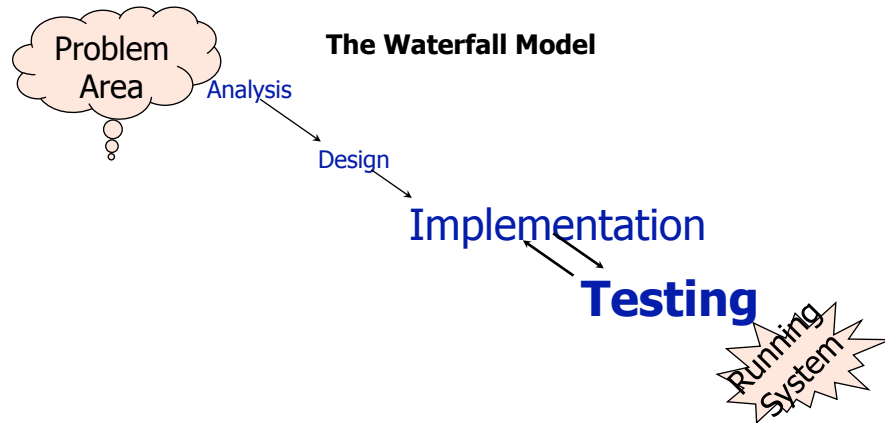 The Waterfall Model
Problem
Area
Analysis
Design
Implementation
Testing
Running
System